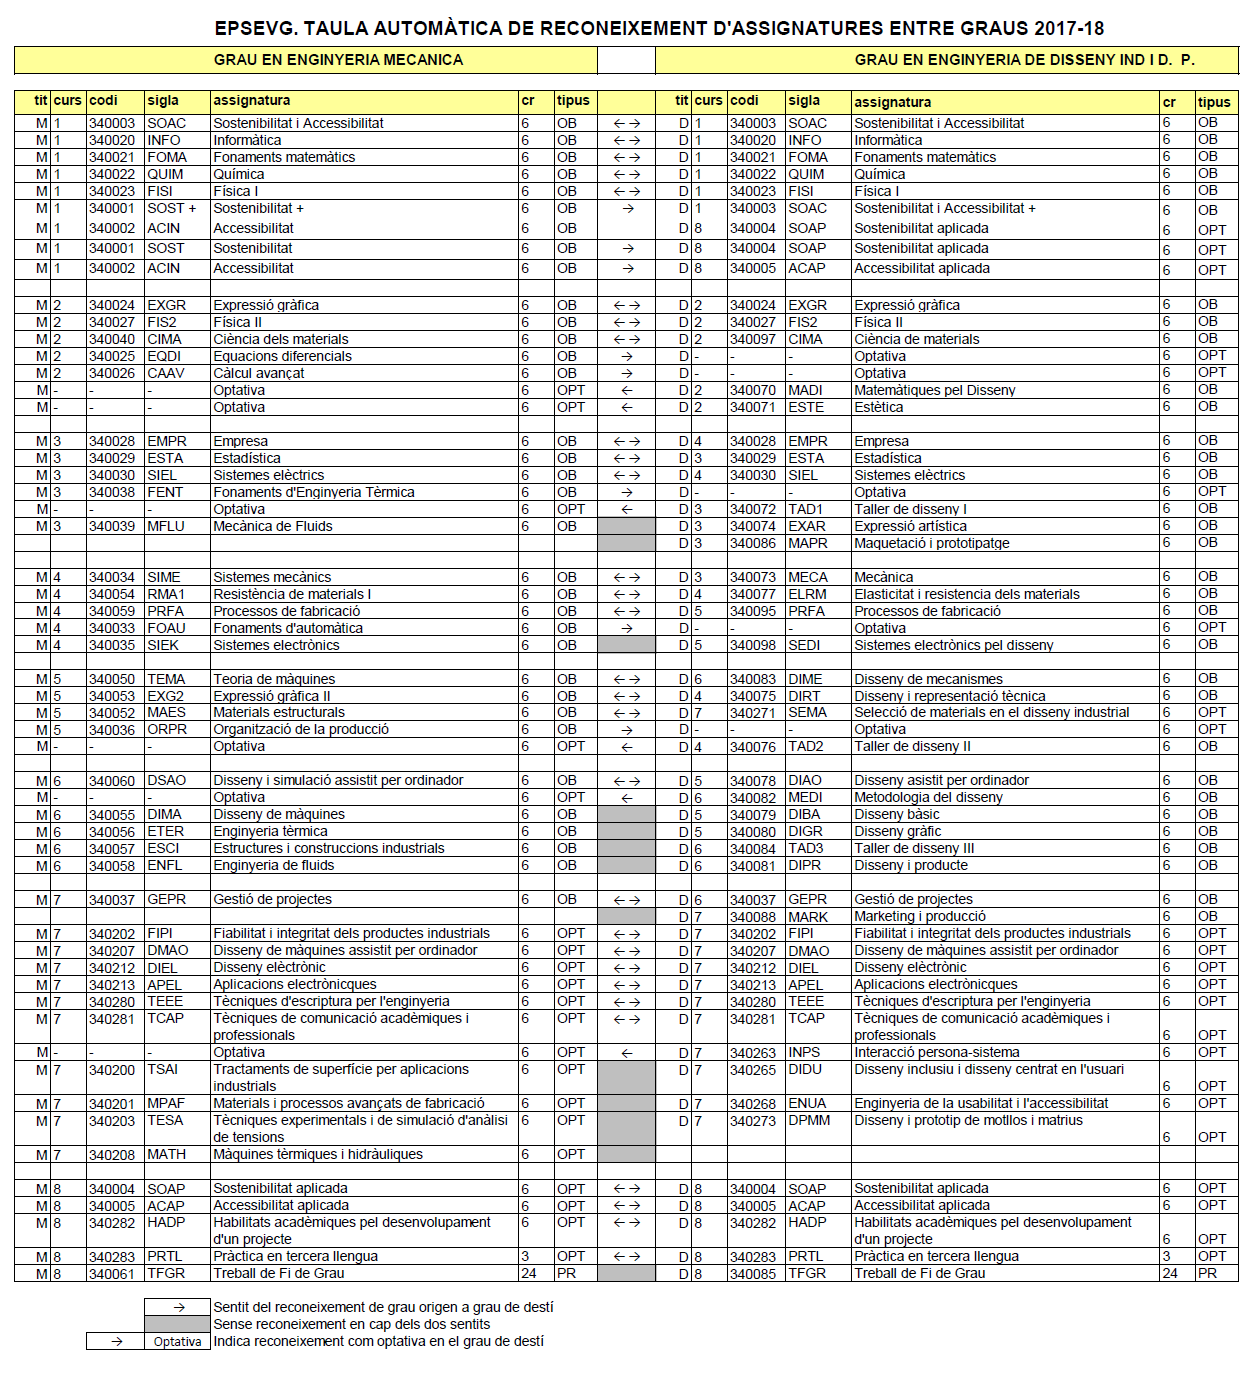 EPSEVG. TAULA AUTOMÀTICA DE RECONEIXEMENT D'ASSIGNATURES ENTRE GRAUS 2017-18
GRAU EN ENGINYERIA MECANICA GRAU EN ENGINYERIA DE DISSENY IND I D. P.
tit curs codi sigla assignatura cr tipus tit curs codi sigla assignatura cr tipus
M 1 340003 SOAC Sostenibilitat i Accessibilitat 6 OB ←→ D 1 340003 SOAC Sostenibilitat i Accessibilitat 6 OB
M 1 340020 INFO Informàtica 6 OB ←→ D 1 340020 INFO Informàtica 6 OB
M 1 340021 FOMA Fonaments matemàtics 6 OB ←→ D 1 340021 FOMA Fonaments matemàtics 6 OB
M 1 340022 QUIM Química 6 OB ←→ D 1 340022 QUIM Química 6 OB
M 1 340023 FISI Física I 6 OB ←→ D 1 340023 FISI Física I 6 OB
M 1 340001 SOST + Sostenibilitat + 6 OB → D 1 340003 SOAC Sostenibilitat i Accessibilitat + 6 OB
M 1 340002 ACIN Accessibilitat 6 OB D 8 340004 SOAP Sostenibilitat aplicada 6 OPT
M 1 340001 SOST Sostenibilitat 6 OB → D 8 340004 SOAP Sostenibilitat aplicada 6 OPT
M 1 340002 ACIN Accessibilitat 6 OB → D 8 340005 ACAP Accessibilitat aplicada 6 OPT
M 2 340024 EXGR Expressió gràfica 6 OB ←→ D 2 340024 EXGR Expressió gràfica 6 OB
M 2 340027 FIS2 Física II 6 OB ←→ D 2 340027 FIS2 Física II 6 OB
M 2 340040 CIMA Ciència dels materials 6 OB ←→ D 2 340097 CIMA Ciència de materials 6 OB
M 2 340025 EQDI Equacions diferencials 6 OB → D - - - Optativa 6 OPT
M 2 340026 CAAV Càlcul avançat 6 OB → D - - - Optativa 6 OPT
M - - - Optativa 6 OPT ← D 2 340070 MADI Matemàtiques pel Disseny 6 OB
M - - - Optativa 6 OPT ← D 2 340071 ESTE Estètica 6 OB
M 3 340028 EMPR Empresa 6 OB ←→ D 4 340028 EMPR Empresa 6 OB
M 3 340029 ESTA Estadística 6 OB ←→ D 3 340029 ESTA Estadística 6 OB
M 3 340030 SIEL Sistemes elèctrics 6 OB ←→ D 4 340030 SIEL Sistemes elèctrics 6 OB
M 3 340038 FENT Fonaments d'Enginyeria Tèrmica 6 OB → D - - - Optativa 6 OPT
M - - - Optativa 6 OPT ← D 3 340072 TAD1 Taller de disseny I 6 OB
M 3 340039 MFLU Mecànica de Fluids 6 OB D 3 340074 EXAR Expressió artística 6 OB
D 3 340086 MAPR Maquetació i prototipatge 6 OB
M 4 340034 SIME Sistemes mecànics 6 OB ←→ D 3 340073 MECA Mecànica 6 OB
M 4 340054 RMA1 Resistència de materials I 6 OB ←→ D 4 340077 ELRM Elasticitat i resistencia dels materials 6 OB
M 4 340059 PRFA Processos de fabricació 6 OB ←→ D 5 340095 PRFA Processos de fabricació 6 OB
M 4 340033 FOAU Fonaments d'automàtica 6 OB → D - - - Optativa 6 OPT
M 4 340035 SIEK Sistemes electrònics 6 OB D 5 340098 SEDI Sistemes electrònics pel disseny 6 OB
M 5 340050 TEMA Teoria de màquines 6 OB ←→ D 6 340083 DIME Disseny de mecanismes 6 OB
M 5 340053 EXG2 Expressió gràfica II 6 OB ←→ D 4 340075 DIRT Disseny i representació tècnica 6 OB
M 5 340052 MAES Materials estructurals 6 OB ←→ D 7 340271 SEMA Selecció de materials en el disseny industrial 6 OPT
M 5 340036 ORPR Organització de la producció 6 OB → D - - - Optativa 6 OPT
M - - - Optativa 6 OPT ← D 4 340076 TAD2 Taller de disseny II 6 OB
M 6 340060 DSAO Disseny i simulació assistit per ordinador 6 OB ←→ D 5 340078 DIAO Disseny asistit per ordinador 6 OB
M - - - Optativa 6 OPT ← D 6 340082 MEDI Metodologia del disseny 6 OB
M 6 340055 DIMA Disseny de màquines 6 OB D 5 340079 DIBA Disseny bàsic 6 OB
M 6 340056 ETER Enginyeria tèrmica 6 OB D 5 340080 DIGR Disseny gràfic 6 OB
M 6 340057 ESCI Estructures i construccions industrials 6 OB D 6 340084 TAD3 Taller de disseny III 6 OB
M 6 340058 ENFL Enginyeria de fluids 6 OB D 6 340081 DIPR Disseny i producte 6 OB
M 7 340037 GEPR Gestió de projectes 6 OB ←→ D 6 340037 GEPR Gestió de projectes 6 OB
D 7 340088 MARK Marketing i producció 6 OB
M 7 340202 FIPI Fiabilitat i integritat dels productes industrials 6 OPT ←→ D 7 340202 FIPI Fiabilitat i integritat dels productes industrials 6 OPT
M 7 340207 DMAO Disseny de màquines assistit per ordinador 6 OPT ←→ D 7 340207 DMAO Disseny de màquines assistit per ordinador 6 OPT
M 7 340212 DIEL Disseny elèctrònic 6 OPT ←→ D 7 340212 DIEL Disseny elèctrònic 6 OPT
M 7 340213 APEL Aplicacions electrònicques 6 OPT ←→ D 7 340213 APEL Aplicacions electrònicques 6 OPT
M 7 340280 TEEE Tècniques d'escriptura per l'enginyeria 6 OPT ←→ D 7 340280 TEEE Tècniques d'escriptura per l'enginyeria 6 OPT
M 7 340281 TCAP Tècniques de comunicació acadèmiques i 6 OPT ←→ D 7 340281 TCAP Tècniques de comunicació acadèmiques i
professionals professionals 6 OPT
M - - - Optativa 6 OPT ← D 7 340263 INPS Interacció persona-sistema 6 OPT
M 7 340200 TSAI Tractaments de superfície per aplicacions 6 OPT D 7 340265 DIDU Disseny inclusiu i disseny centrat en l'usuari
industrials 6 OPT
M 7 340201 MPAF Materials i processos avançats de fabricació 6 OPT D 7 340268 ENUA Enginyeria de la usabilitat i l'accessibilitat 6 OPT
M 7 340203 TESA Tècniques experimentals i de simulació d'anàlisi 6 OPT D 7 340273 DPMM Disseny i prototip de motllos i matrius
de tensions 6 OPT
M 7 340208 MATH Màquines tèrmiques i hidràuliques 6 OPT
M 8 340004 SOAP Sostenibilitat aplicada 6 OPT ←→ D 8 340004 SOAP Sostenibilitat aplicada 6 OPT
M 8 340005 ACAP Accessibilitat aplicada 6 OPT ←→ D 8 340005 ACAP Accessibilitat aplicada 6 OPT
M 8 340282 HADP Habilitats acadèmiques pel desenvolupament 6 OPT ←→ D 8 340282 HADP Habilitats acadèmiques pel desenvolupament
d'un projecte d'un projecte 6 OPT
M 8 340283 PRTL Pràctica en tercera llengua 3 OPT ←→ D 8 340283 PRTL Pràctica en tercera llengua 3 OPT
M 8 340061 TFGR Treball de Fi de Grau 24 PR D 8 340085 TFGR Treball de Fi de Grau 24 PR
→ Sentit del reconeixement de grau origen a grau de destí
Sense reconeixement en cap dels dos sentits
→ Optativa Indica reconeixement com optativa en el grau de destí